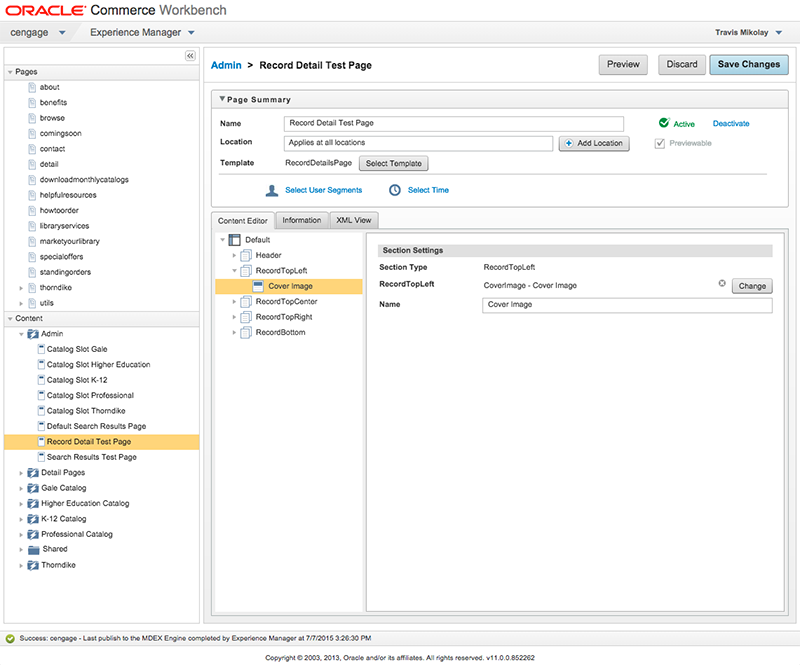 ORACLE® Commerce Workbench
cengage Experience Manager Travis Mikolay
Pages
about
benefits
browse
comingsoon
contact
detail
downloadmonthlycatalogs
helpfulresources
howtoorder
libraryservices
marketyourlibrary
specialoffers
standingorders
thorndike
utils
Content
Admin
Catalog Slot Gale
Catalog Slot Higher Education
Catalog Slot K-12
Catalog Slot Professional
Catalog Slot Thorndike
Default Search Results Page
Record Detail Test Page
Search Results Test Page
Detail Pages
Gale Catalog
Higher Education Catalog
K-12 Catalog
Professional Catalog
Shared
Thorndike
Admin > Record Detail Test Page Preview Discard Save Changes
Page Summary
Name Record Detail Test Page Active Deactivate
Location Applies at all locations Add Location Previewable
Template RecordDetailsPage Select Template
Select User Segments Select Time
Content Editor Information XML View
Default
Header
RecordTopLeft
Cover Image
RecordTopCenter
RecordTopRight
RecordBottom
Section Settings
Section Type RecordTopLeft
RecordTopLeft CoverImage - Cover Image Change
Name Cover Image
Success: cengage - Last publish to the MDEX Engine completed by Experience Manager at 7/7/2015 3:26:30 PM
Copyright © 2003, 2013, Oracle and/or its affiliates. All rights reserved. v11.0.0.852262